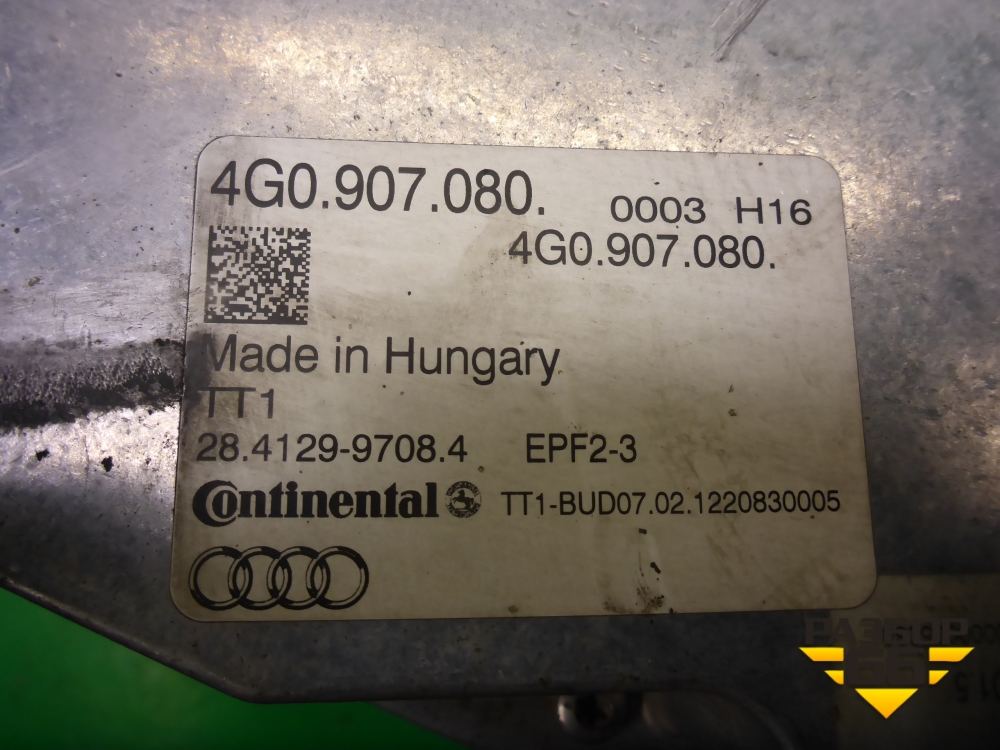 4G0.907.080.
0003 H16
4G0.907.080.
Made in Hungary
TT1
28.4129-9708.4 EPF2-3
Continental TT1-BUD07.02.1220830005
РАЗБОР